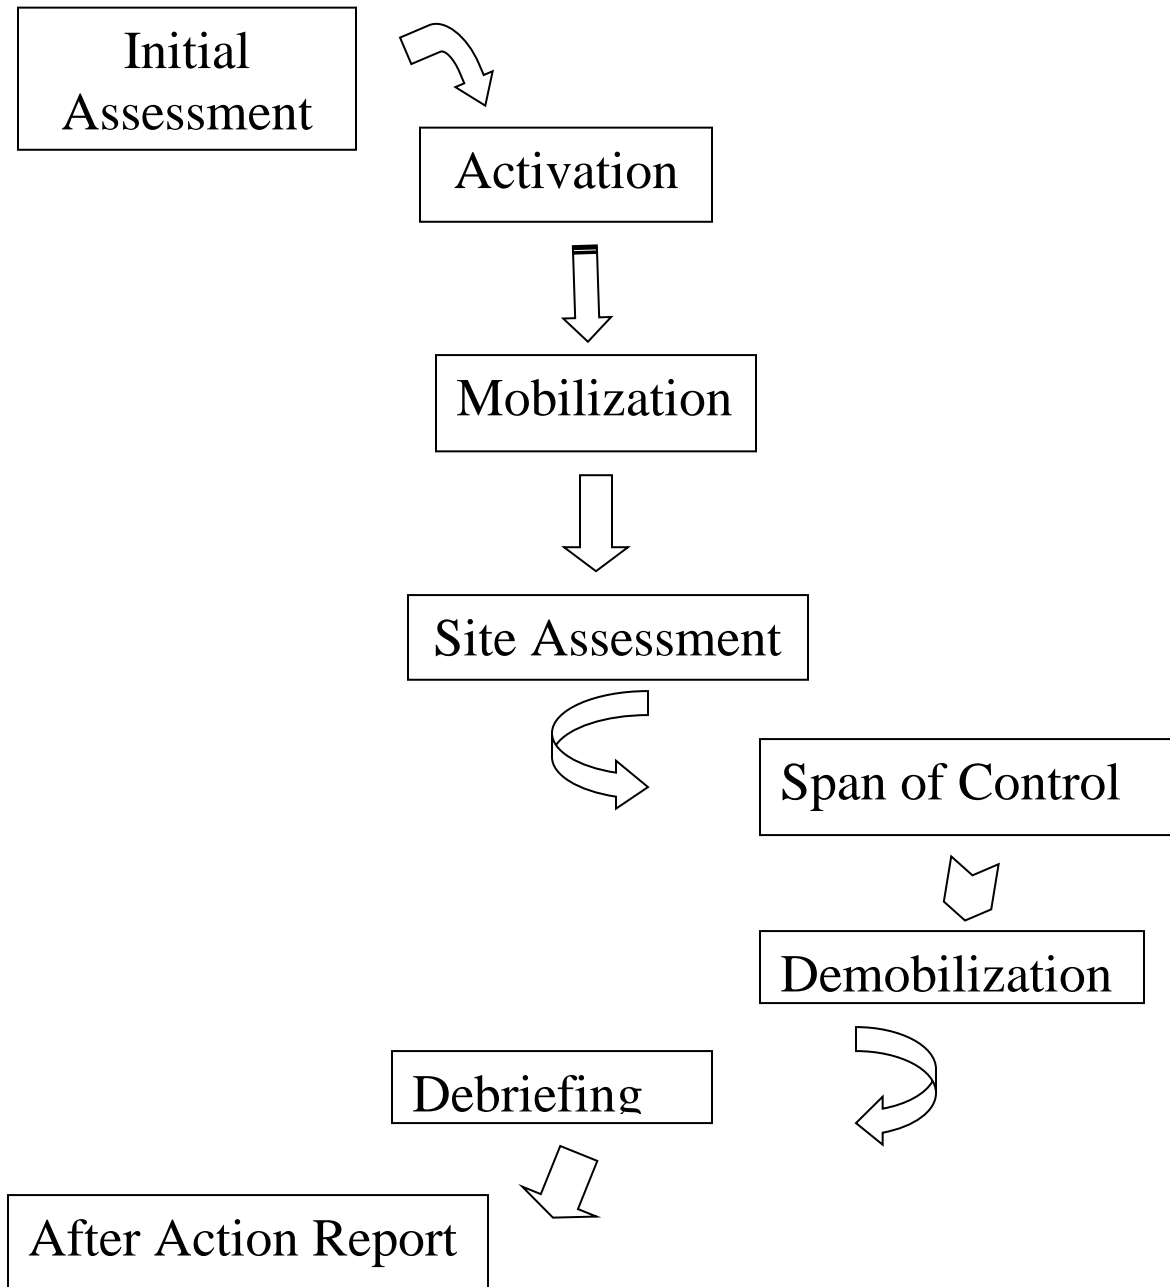 Initial
Assessment
Activation
Mobilization
Site Assessment
Span of Control
Demobilization
Debriefing
After Action Report